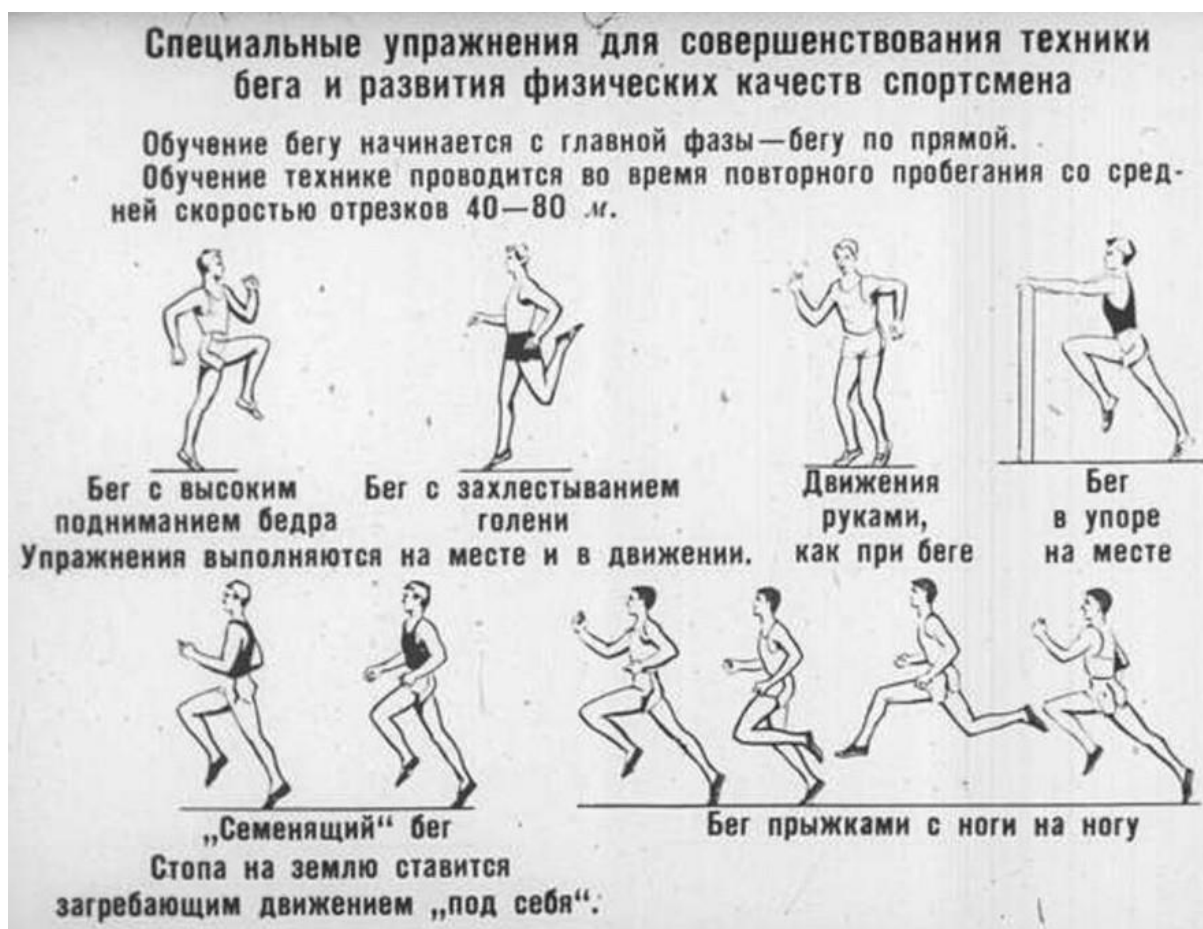 Специальные упражнения для совершенствования техники
бега и развития физических качеств спортсмена
Обучение бегу начинается с главной фазы—бегу по прямой.
Обучение технике проводится во время повторного пробегания со сред-
ней скоростью отрезков 40—80 м.
Бег с высоким
подниманием бедра
Бег с захлестыванием
голени
Упражнения выполняются на месте и в движении.
Движения
руками,
как при беге
Бег
в упоре
на месте
„Семенящий“ бег
Стопа на землю ставится
загребающим движением „под себя“.
Бег прыжками с ноги на ногу